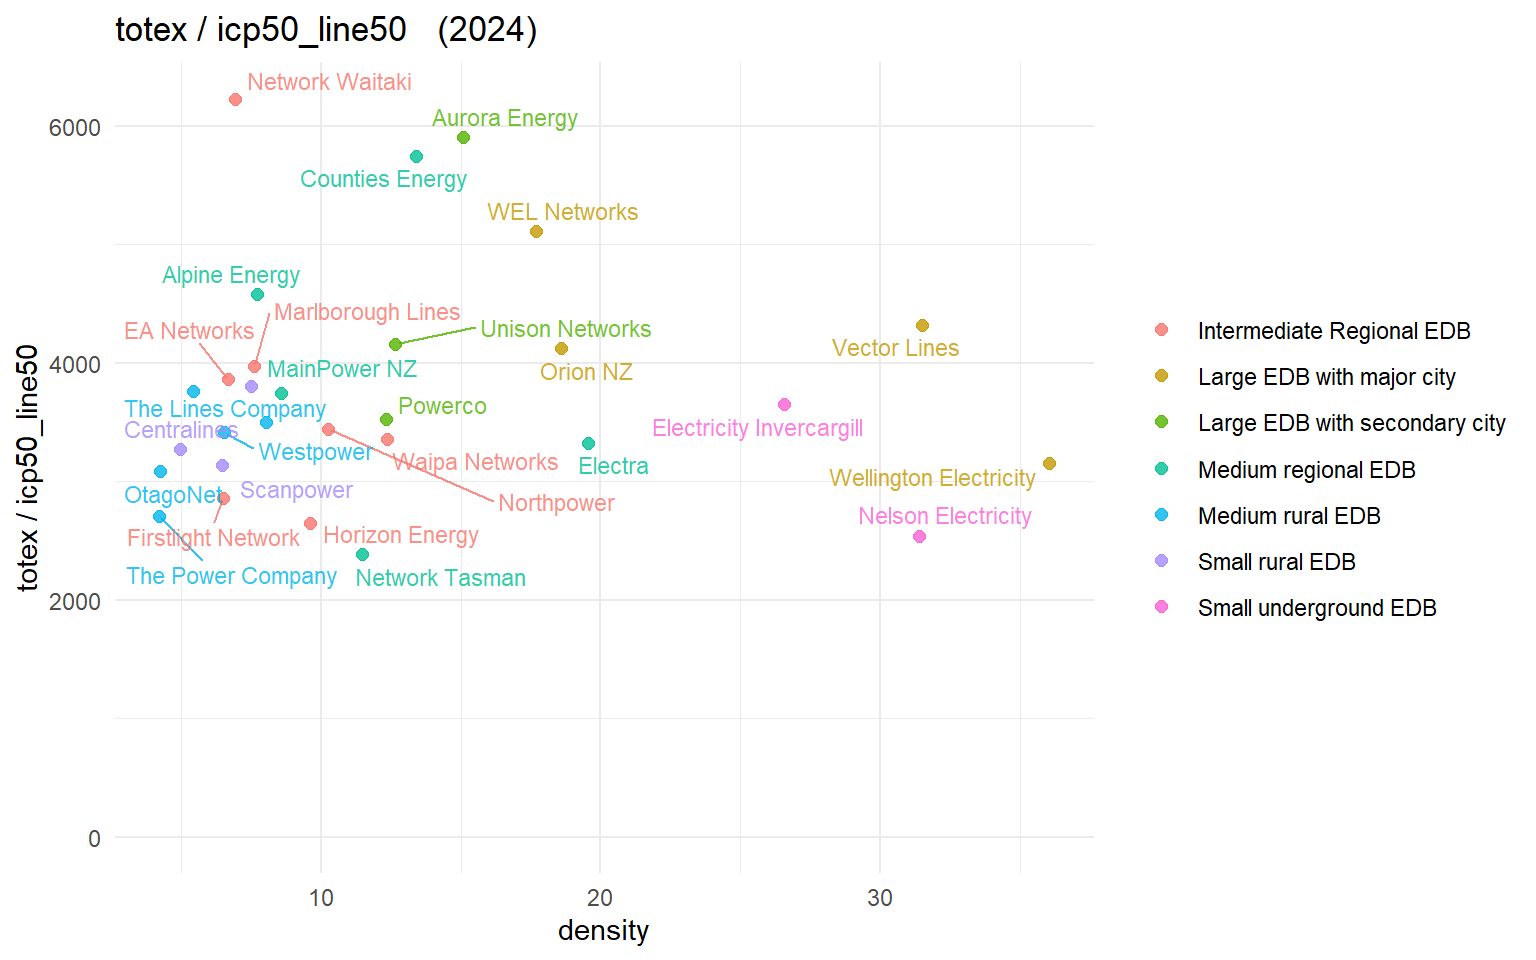 totex / icp50_line50 (2024)
Network Waitaki
6000
Aurora Energy
Counties Energy
WEL Networks
Alpine Energy
Marlborough Lines
EA Networks
Unison Networks
Vector Lines
4000
MainPower NZ
Orion NZ
The Lines Company
Powerco
Centralines
Electricity Invercargill
Westpower
Waipa Networks
Electra
Wellington Electricity
OtagoNet
Scanpower
Northpower
Nelson Electricity
Firstlight Network
Horizon Energy
The Power Company
Network Tasman
2000
0
10
20
30
density
totex / icp50_line50
Intermediate Regional EDB
Large EDB with major city
Large EDB with secondary city
Medium regional EDB
Medium rural EDB
Small rural EDB
Small underground EDB